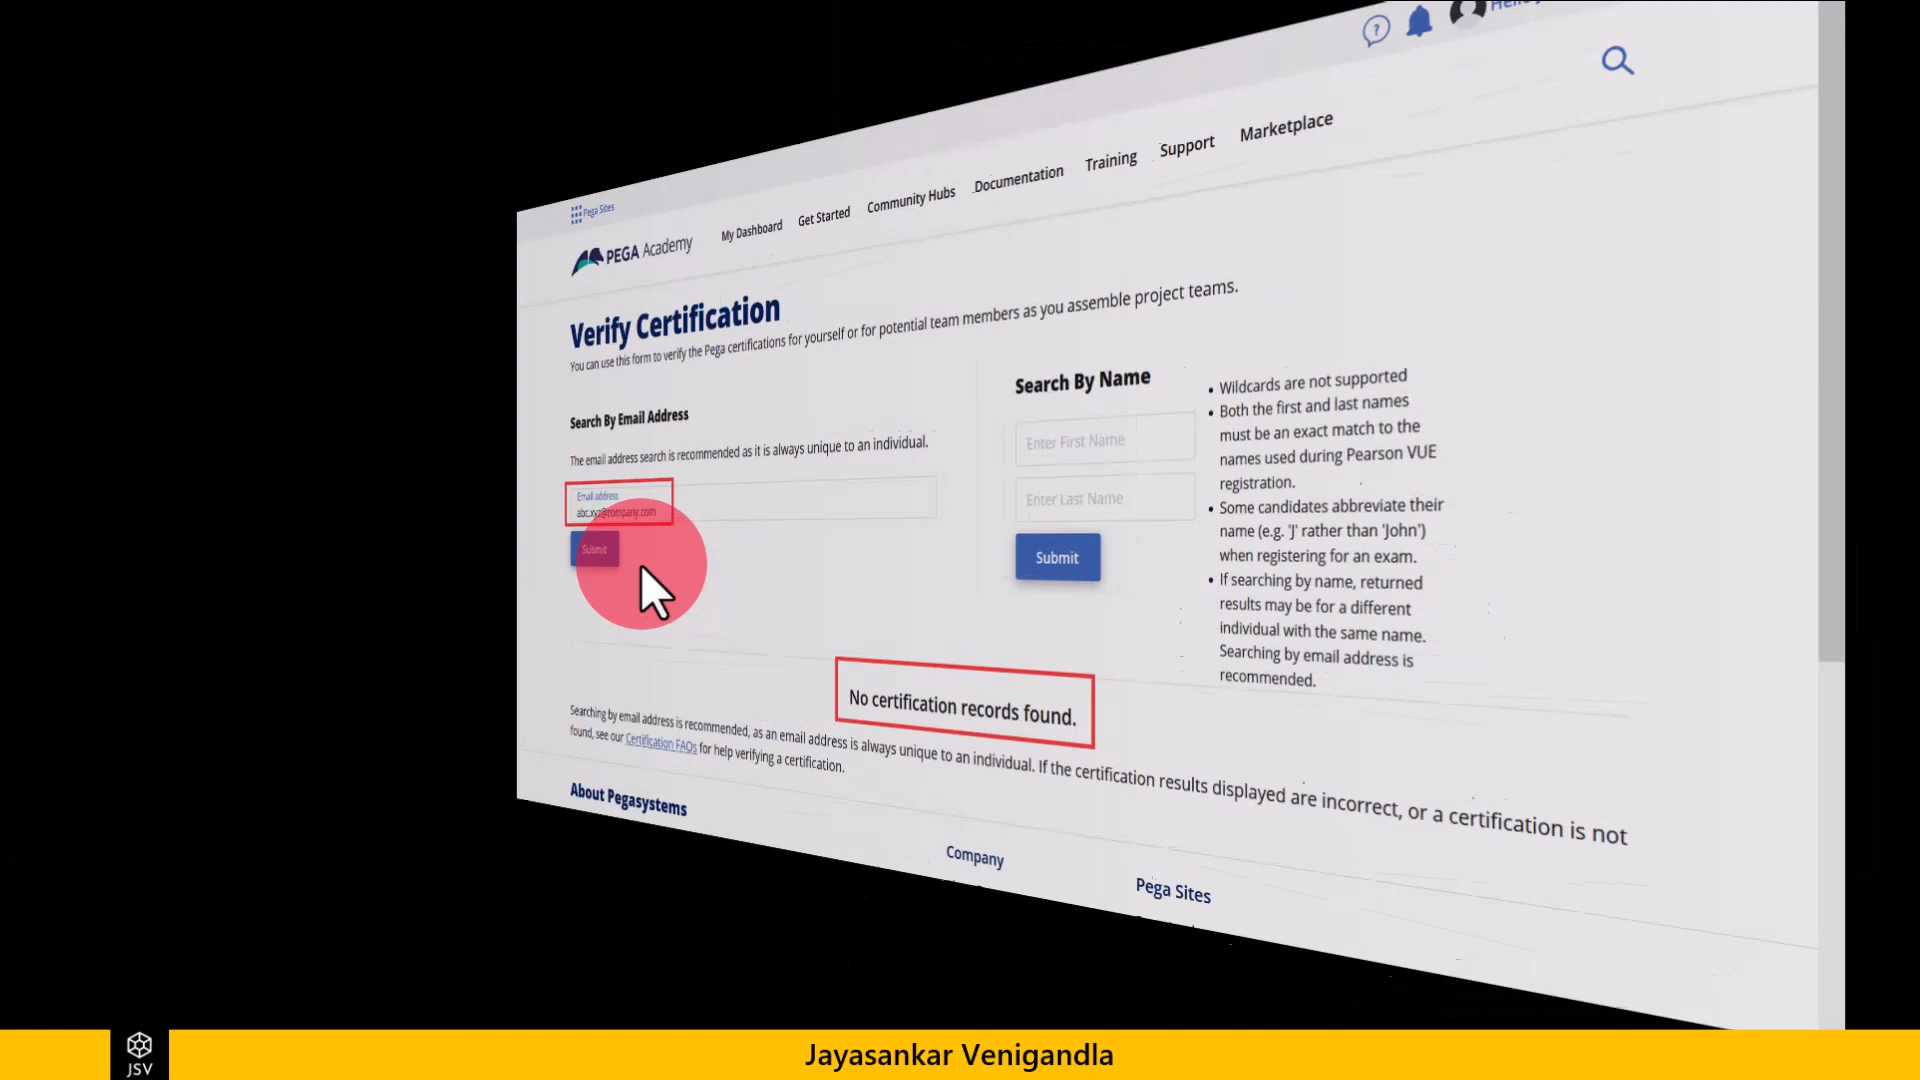 Pega Sites
PEGA Academy
My Dashboard
Get Started
Community Hubs
Documentation
Training
Support
Marketplace
Verify Certification
You can use this form to verify the Pega certifications for yourself or for potential team members as you assemble project teams.
Search By Email Address
The email address search is recommended as it is always unique to an individual.
Email address
abc.xyz@company.com
Submit
Search By Name
Enter First Name
Enter Last Name
Submit
• Wildcards are not supported
• Both the first and last names
must be an exact match to the
names used during Pearson VUE
registration.
• Some candidates abbreviate their
name (e.g. 'J' rather than 'John')
when registering for an exam.
• If searching by name, returned
results may be for a different
individual with the same name.
Searching by email address is
recommended.
No certification records found.
Searching by email address is recommended, as an email address is always unique to an individual. If the certification results displayed are incorrect, or a certification is not
found, see our Certification FAQs for help verifying a certification.
About Pegasystems
Company
Pega Sites
JSV
Jayasankar Venigandla